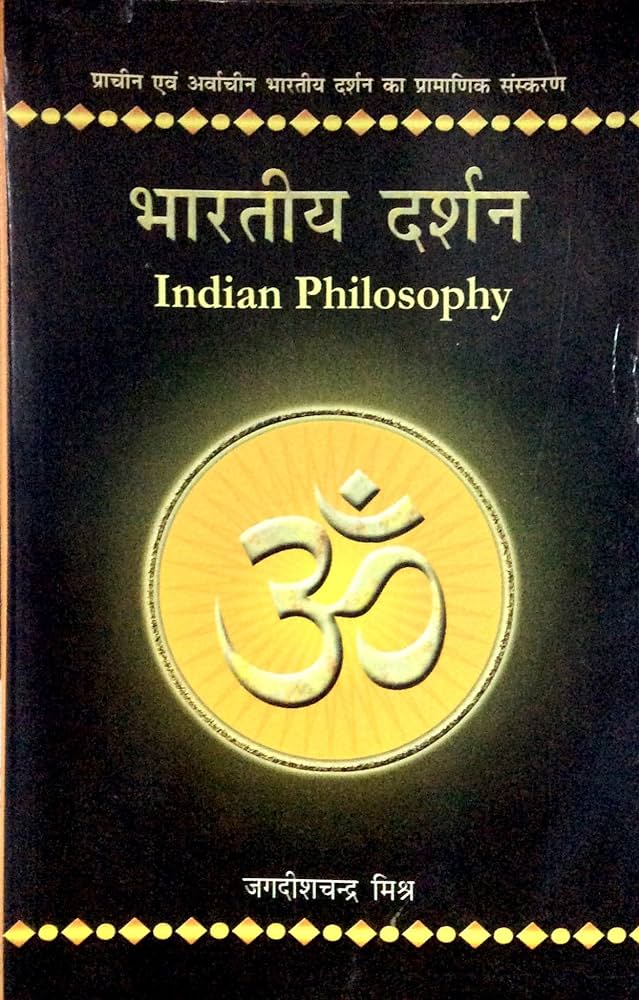 प्राचीन एवं अर्वाचीन भारतीय दर्शन का प्रामाणिक संस्करण
भारतीय दर्शन
Indian Philosophy
ॐ
जगदीशचन्द्र मिश्र